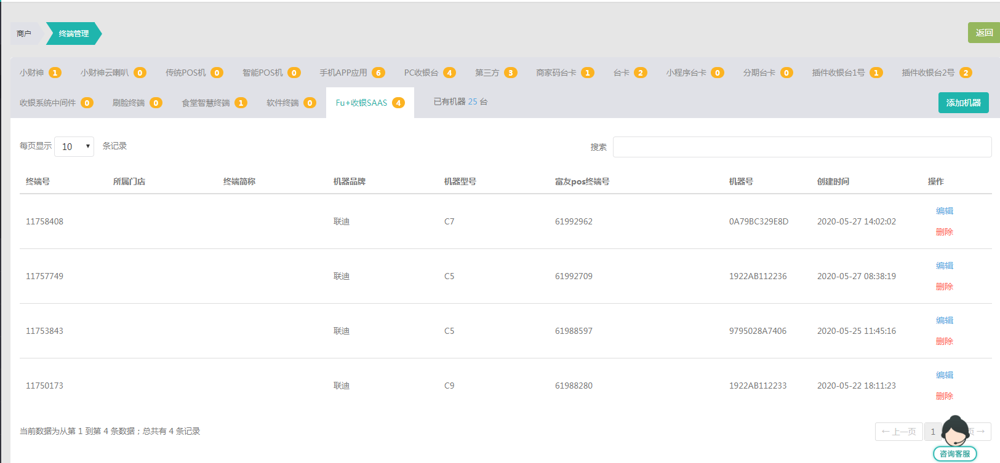 商户 终端管理 返回
小财神 1 小财神云喇叭 0 传统POS机 0 智能POS机 0 手机APP应用 6 PC收银台 4 第三方 3 商家码台卡 1 台卡 2 小程序台卡 0 分期台卡 0 插件收银台1号 1 插件收银台2号 2
收银系统中间件 0 刷脸终端 0 食堂智慧终端 1 软件终端 0 Fu+收银SAAS 4 已有机器 25 台 添加机器
每页显示 10 条记录 搜索
终端号 所属门店 终端简称 机器品牌 机器型号 富友pos终端号 机器号 创建时间 操作
11758408 联迪 C7 61992962 0A79BC329E8D 2020-05-27 14:02:02 编辑
删除
11757749 联迪 C5 61992709 1922AB112236 2020-05-27 08:38:19 编辑
删除
11753843 联迪 C5 61988597 9795028A7406 2020-05-25 11:45:16 编辑
删除
11750173 联迪 C9 61988280 1922AB112233 2020-05-22 18:11:23 编辑
删除
当前数据为从第 1 到第 4 条数据；总共有 4 条记录 ←上一页 1 页→
咨询客服